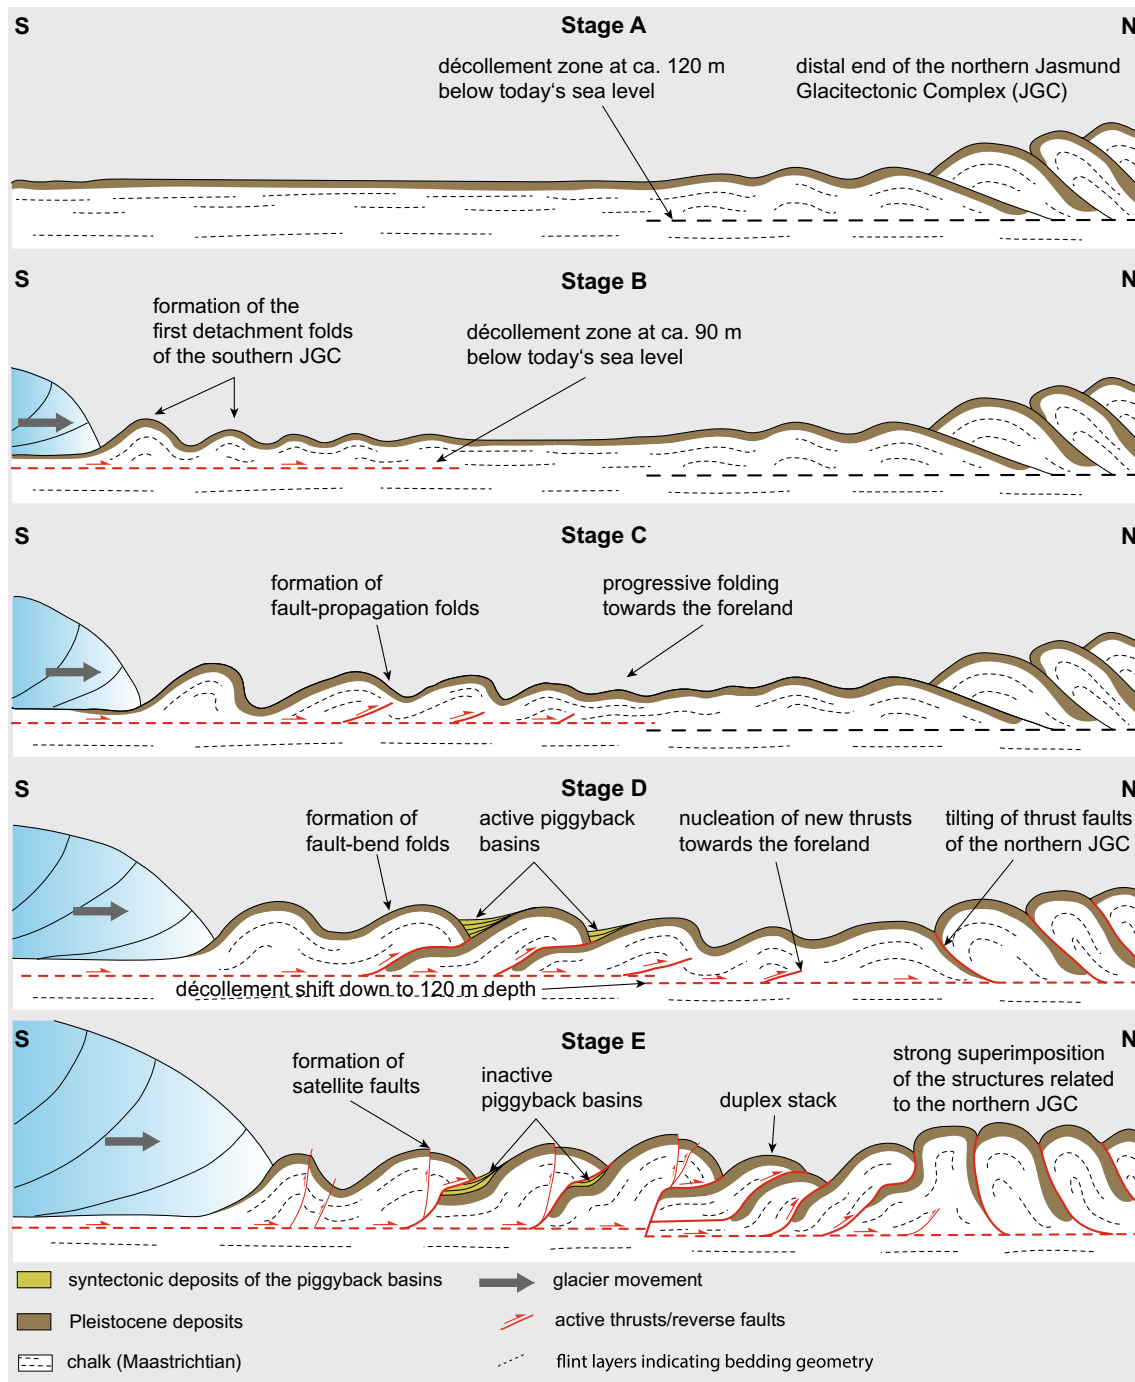 S
Stage A
N
décollement zone at ca. 120 m
below today‘s sea level
distal end of the northern Jasmund
Glacitectonic Complex (JGC)
S
Stage B
N
formation of the
first detachment folds
of the southern JGC
décollement zone at ca. 90 m
below today‘s sea level
S
Stage C
N
formation of
fault-propagation folds
progressive folding
towards the foreland
S
Stage D
N
formation of
fault-bend folds
active piggyback
basins
nucleation of new thrusts
towards the foreland
tilting of thrust faults
of the northern JGC
décollement shift down to 120 m depth
S
Stage E
N
formation of
satellite faults
inactive
piggyback basins
duplex stack
strong superimposition
of the structures related
to the northern JGC
syntectonic deposits of the piggyback basins
glacier movement
Pleistocene deposits
active thrusts/reverse faults
chalk (Maastrichtian)
flint layers indicating bedding geometry